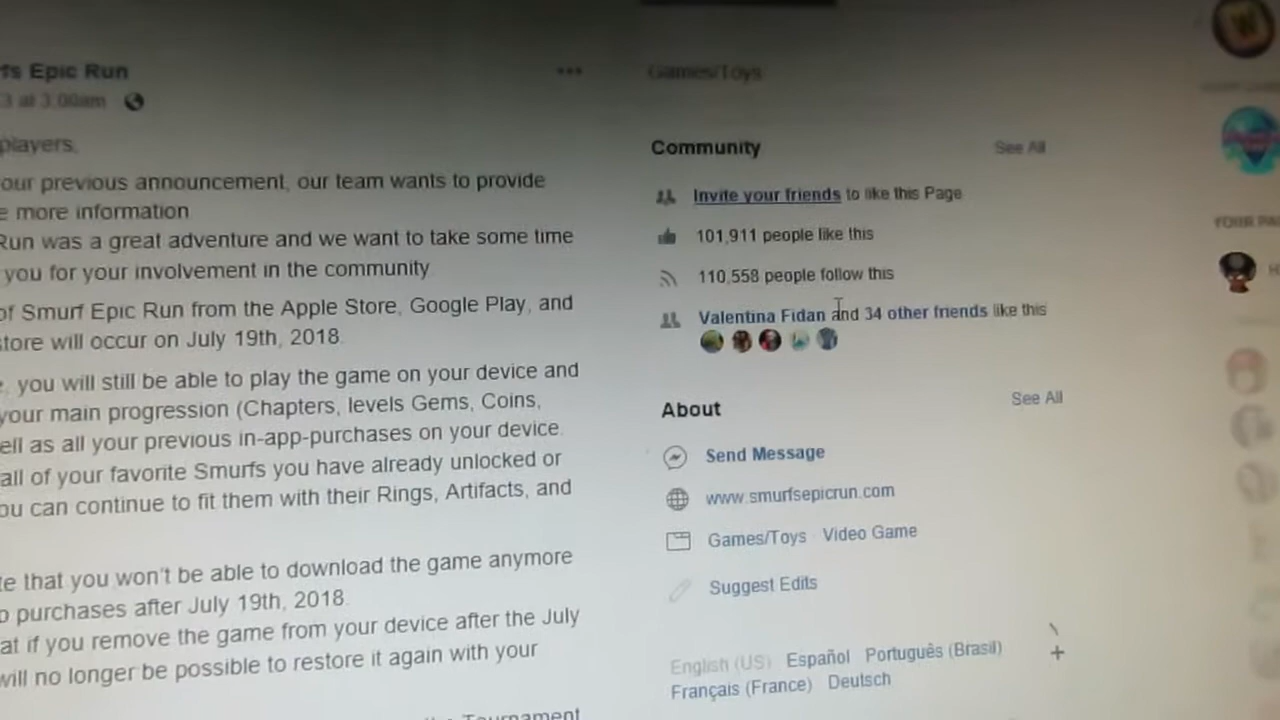 fs Epic Run
3 at 3:00am
players,
our previous announcement, our team wants to provide
e more information
Run was a great adventure and we want to take some time
you for your involvement in the community
of Smurf Epic Run from the Apple Store, Google Play, and
store will occur on July 19th, 2018.
e, you will still be able to play the game on your device and
your main progression (Chapters, levels Gems, Coins,
ell as all your previous in-app-purchases on your device.
all of your favorite Smurfs you have already unlocked or
ou can continue to fit them with their Rings, Artifacts, and
te that you won't be able to download the game anymore
p purchases after July 19th, 2018.
at if you remove the game from your device after the July
will no longer be possible to restore it again with your
Tournament
Games/Toys
Community See All
Invite your friends to like this Page
101,911 people like this
110,558 people follow this
Valentina Fidan and 34 other friends like this
About See All
Send Message
www.smurfsepicrun.com
Games/Toys · Video Game
Suggest Edits
English (US) · Español · Português (Brasil) +
Français (France) · Deutsch
YOUR PA